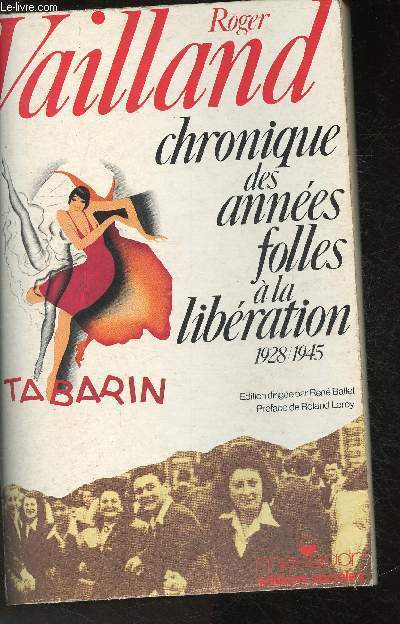 Le-livre.com
Roger
Vailland
chronique
des
années
folles
à la
libération
1928/1945
TABARIN
Edition dirigée par René Ballet
Préface de Roland Leroy
messidor
éditions sociales